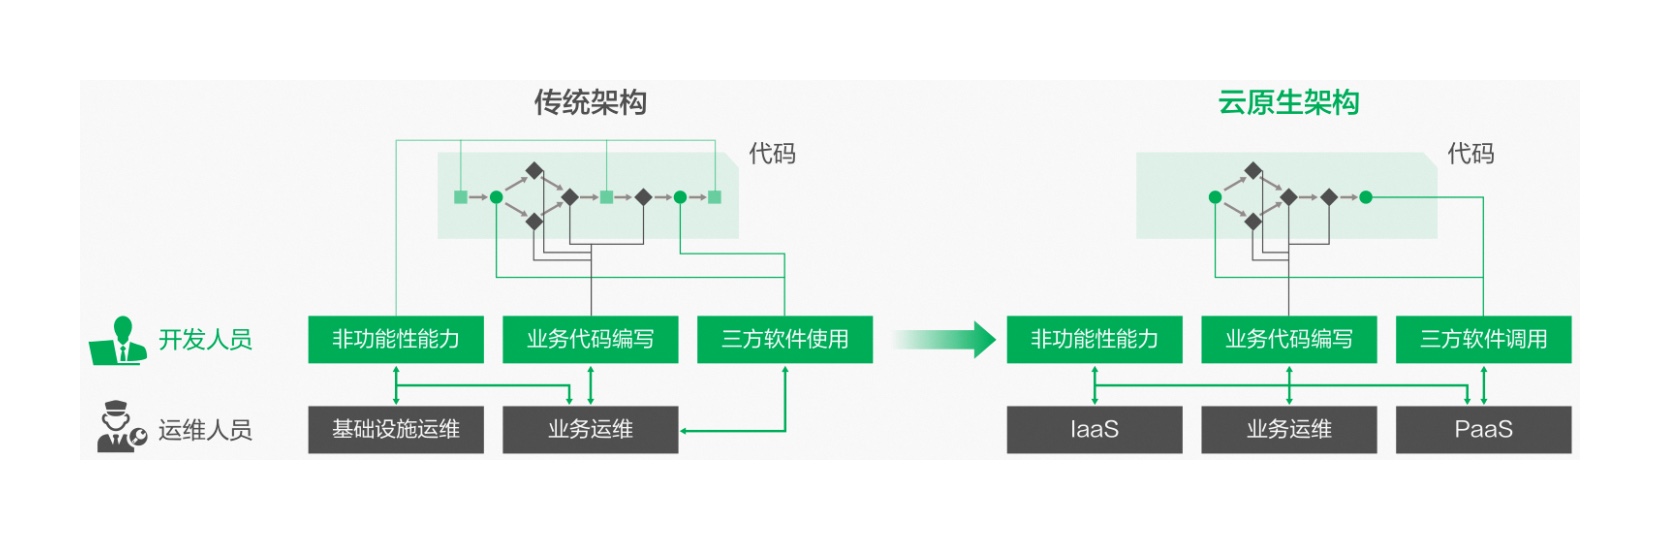 传统架构
云原生架构
代码
代码
开发人员
非功能性能力
业务代码编写
三方软件使用
非功能性能力
业务代码编写
三方软件调用
运维人员
基础设施运维
业务运维
IaaS
业务运维
PaaS